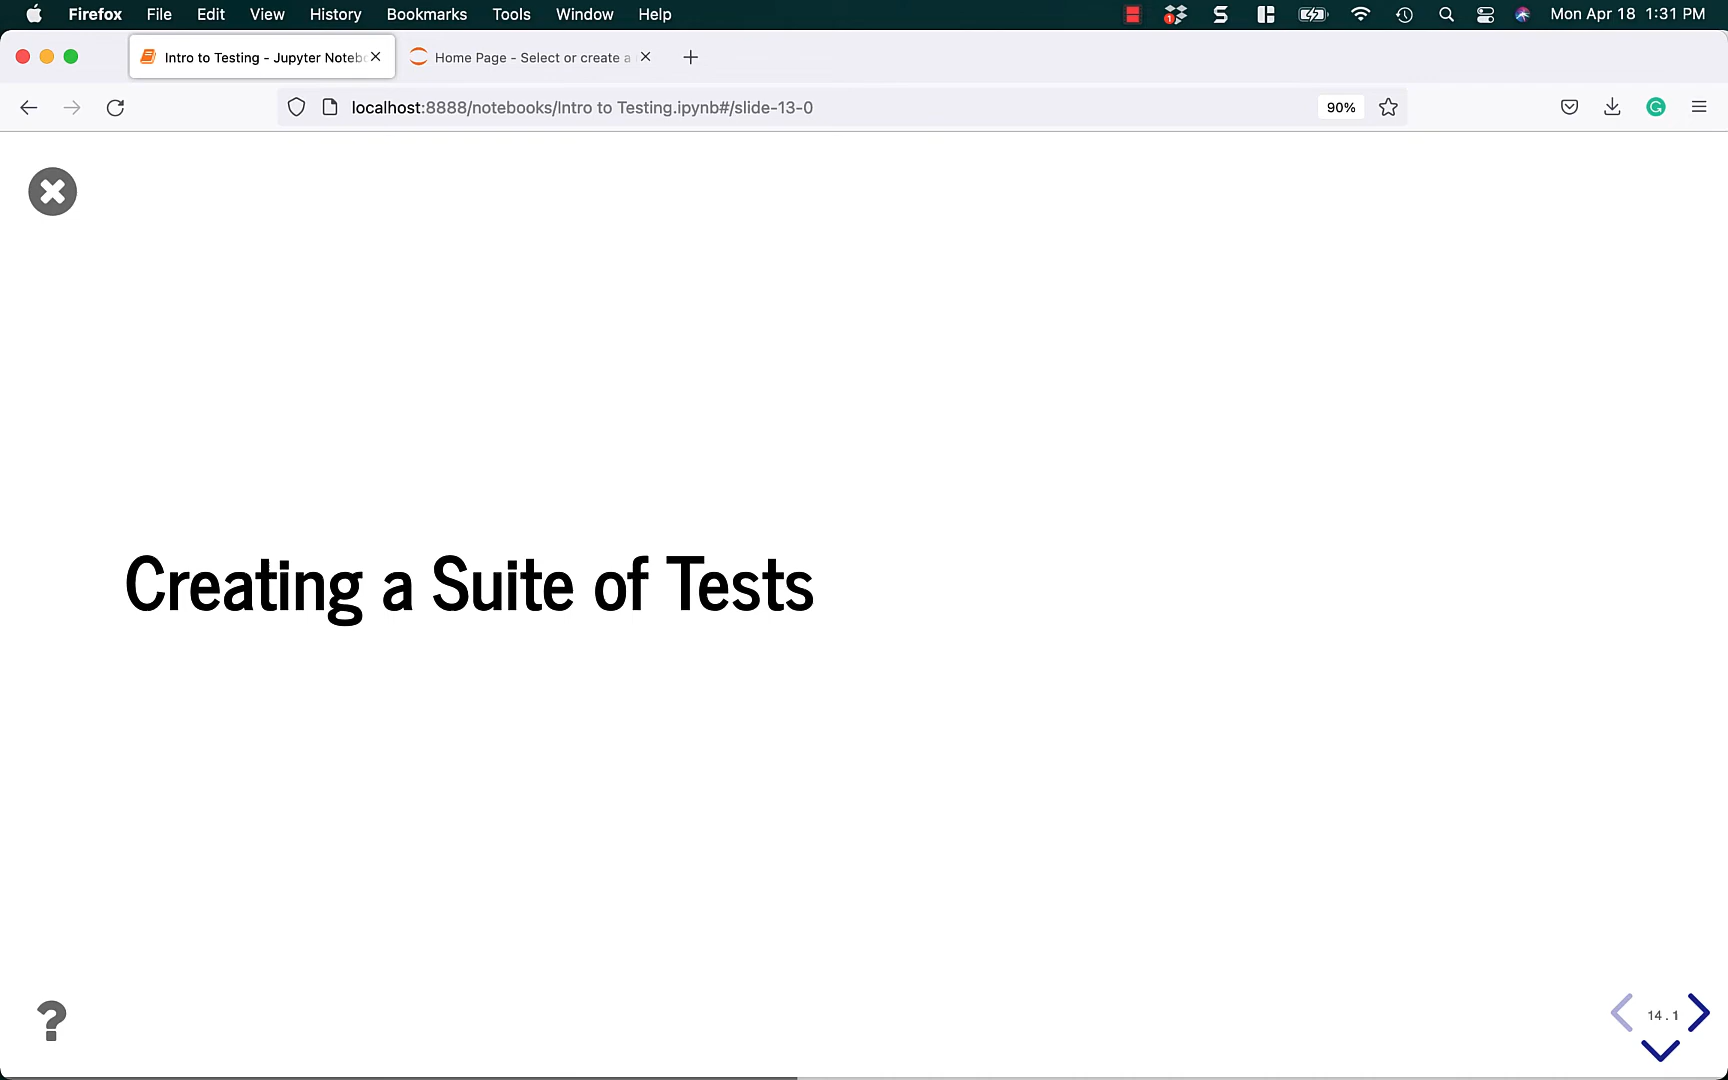 Firefox File Edit View History Bookmarks Tools Window Help 1 S Mon Apr 18 1:31 PM
Intro to Testing - Jupyter Noteb Home Page - Select or create a
localhost:8888/notebooks/Intro to Testing.ipynb#/slide-13-0 90% G
Creating a Suite of Tests
? 14.1